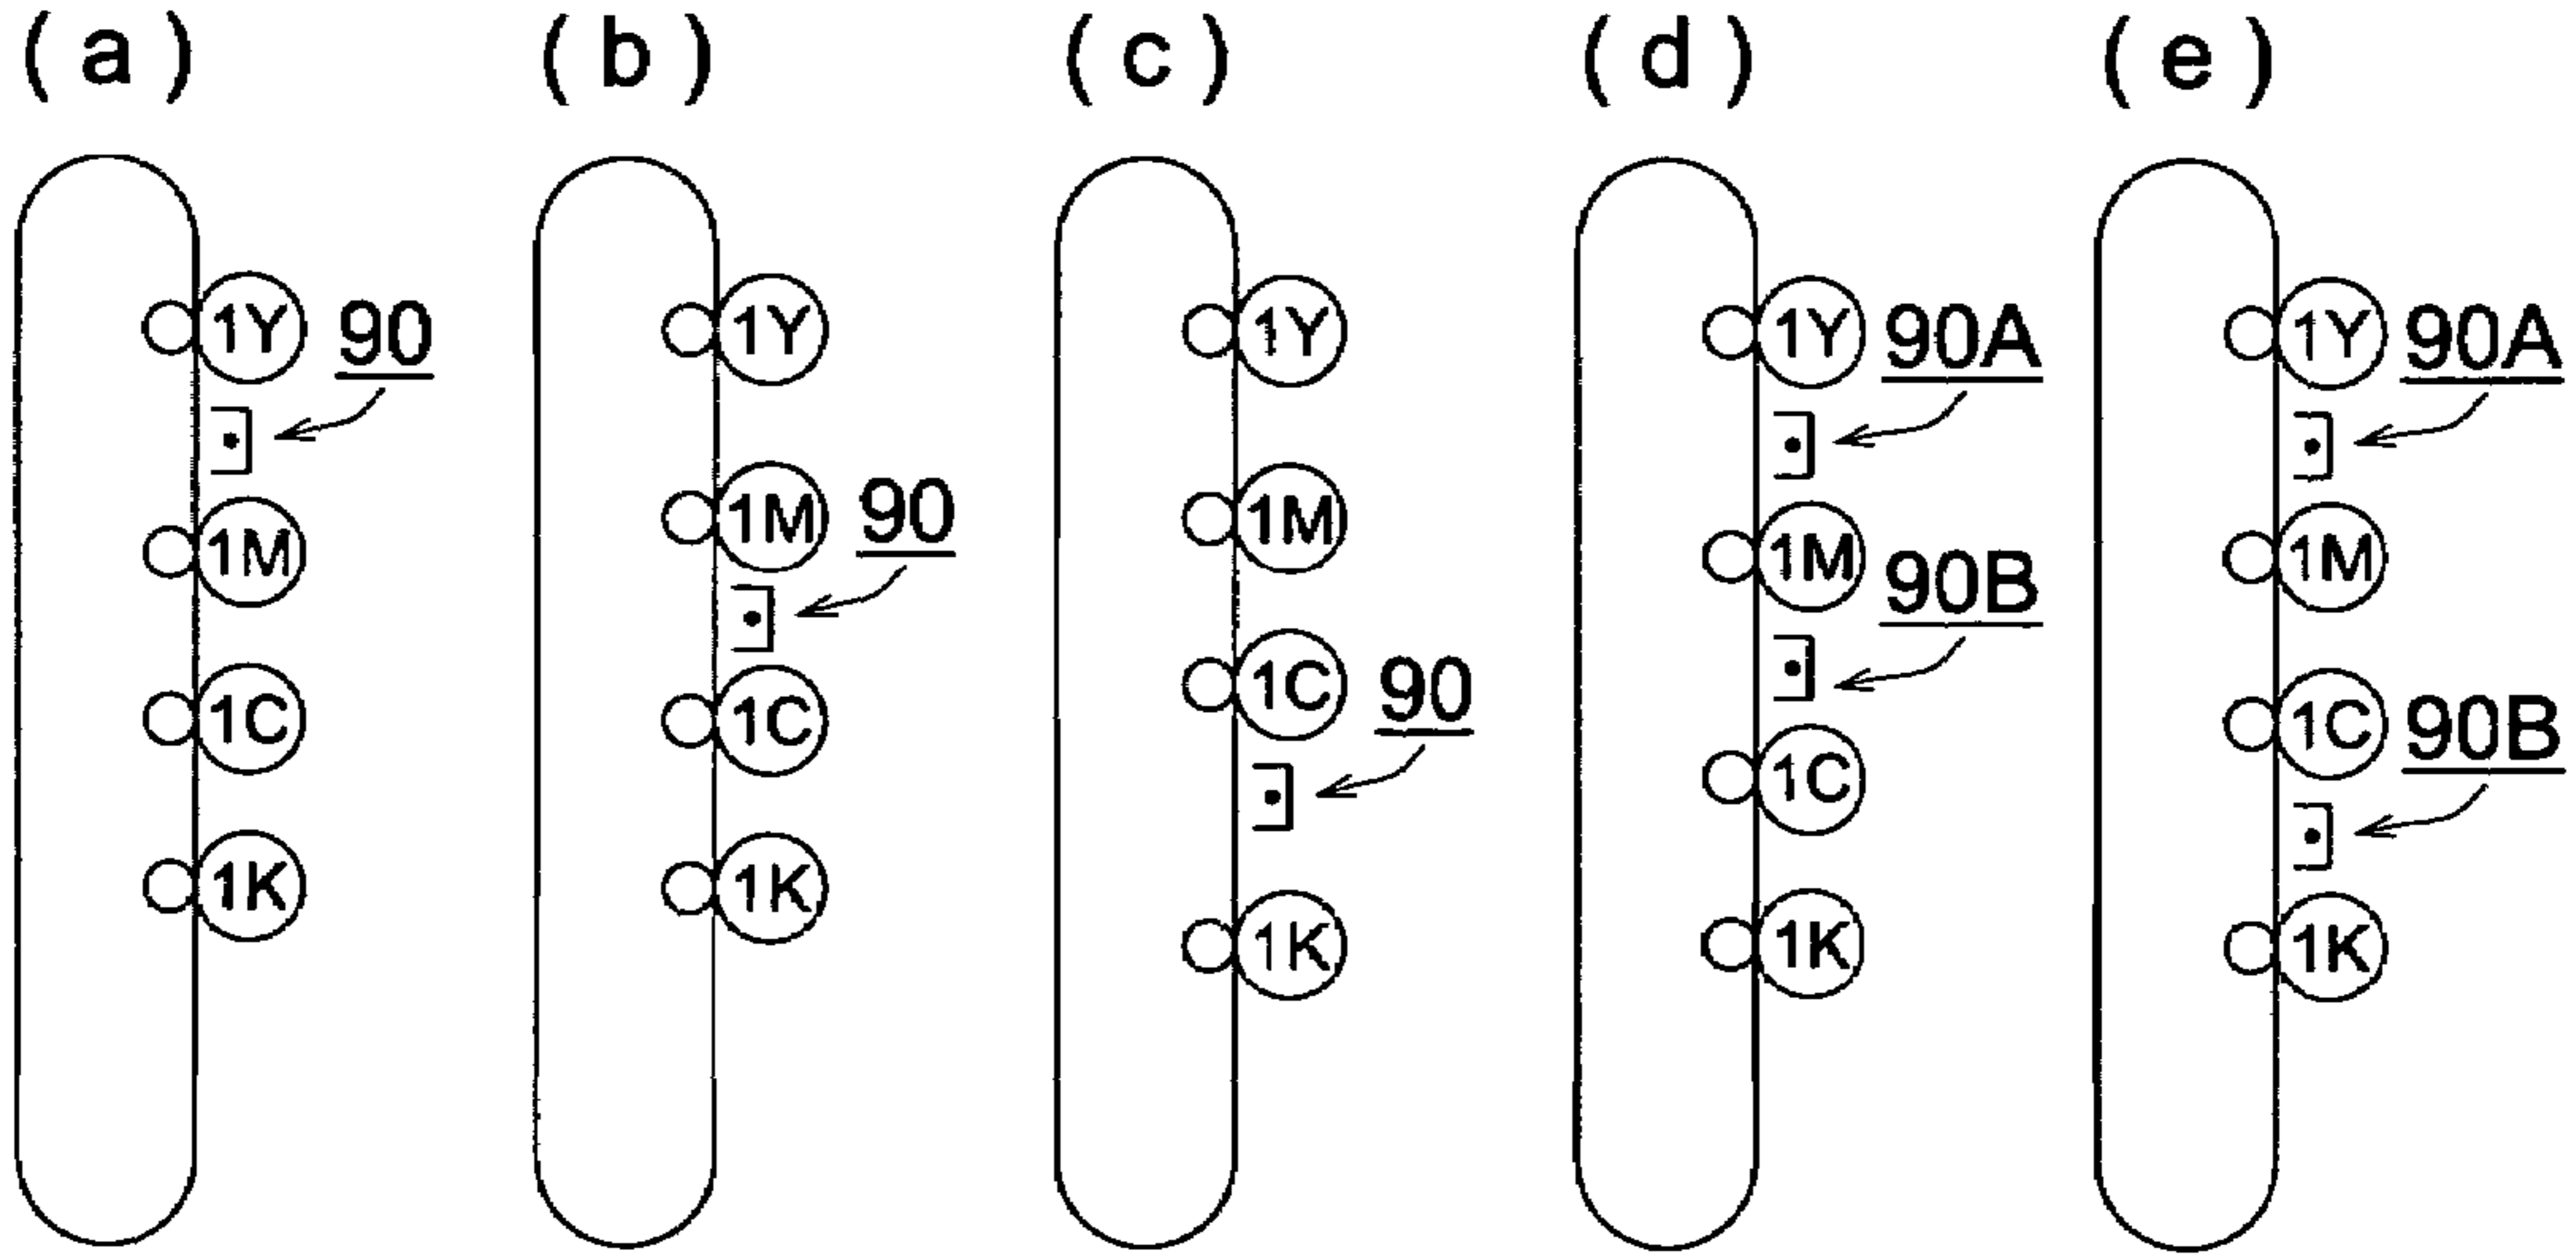 (a) (b) (c) (d) (e)
1Y 90 1Y 1Y 1Y 90A 1Y 90A
1M 1M 90 1M 1M 90B 1M
1C 1C 1C 90 1C 1C 90B
1K 1K 1K 1K 1K